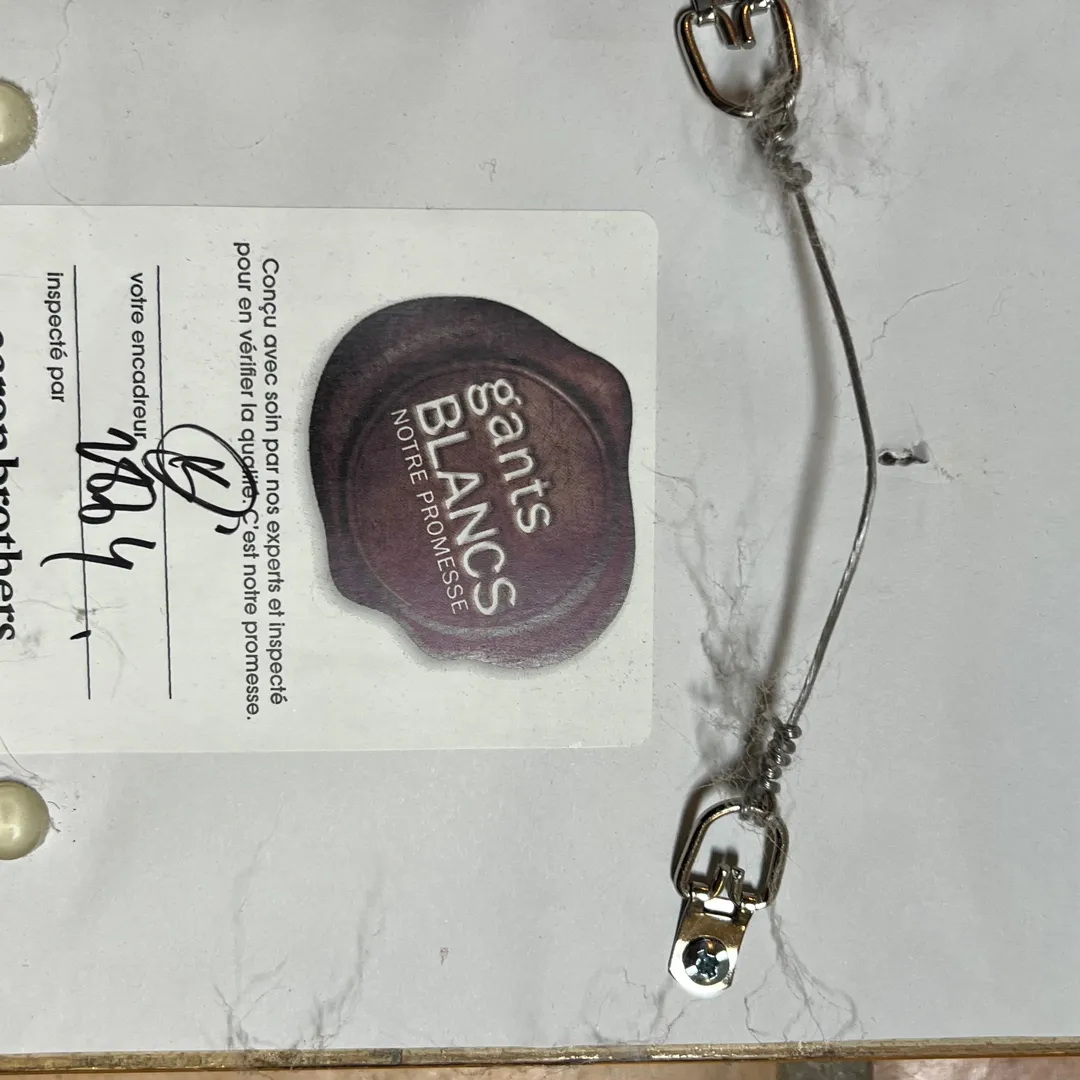 gants
BLANCS
NOTRE PROMESSE
Conçu avec soin par nos experts et inspecté
pour en vérifier la qualité. C'est notre promesse.
votre encadreur
inspecté par
brothers